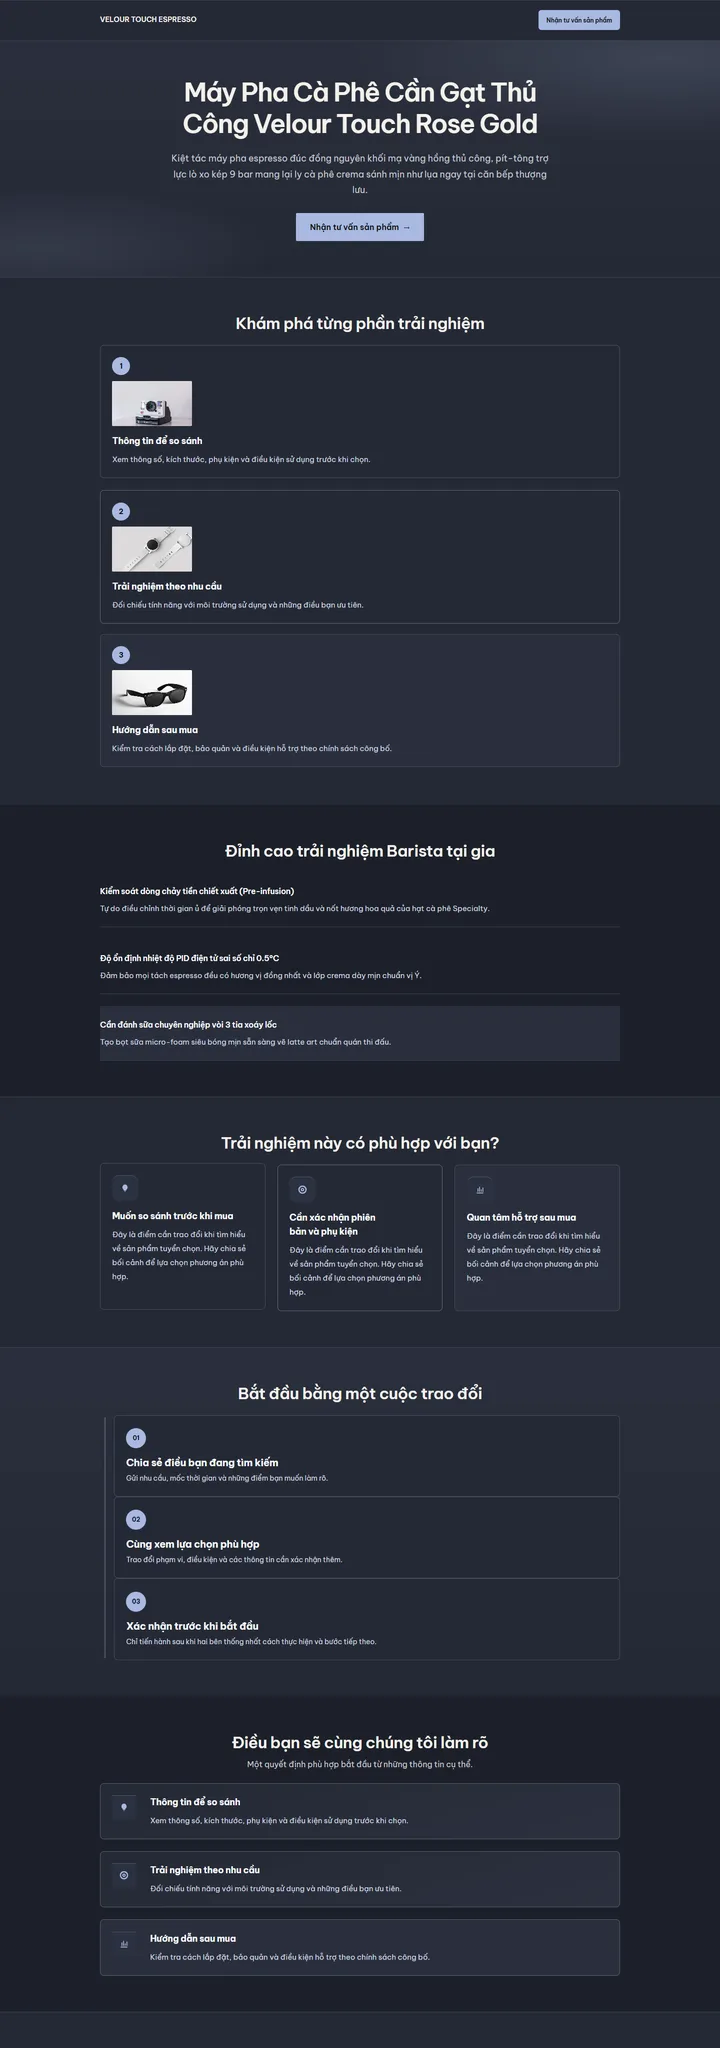 VELOUR TOUCH ESPRESSO
Nhận tư vấn sản phẩm
Máy Pha Cà Phê Cần Gạt Thủ
Công Velour Touch Rose Gold
Kiệt tác máy pha espresso đúc đồng nguyên khối mạ vàng hồng thủ công, pít-tông trợ
lực lò xo kép 9 bar mang lại ly cà phê crema sánh mịn như lụa ngay tại căn bếp thượng
lưu.
Nhận tư vấn sản phẩm →
Khám phá từng phần trải nghiệm
1
Thông tin để so sánh
Xem thông số, kích thước, phụ kiện và điều kiện sử dụng trước khi chọn.
2
Trải nghiệm theo nhu cầu
Đối chiếu tính năng với môi trường sử dụng và những điều bạn ưu tiên.
3
Hướng dẫn sau mua
Kiểm tra cách lắp đặt, bảo quản và điều kiện hỗ trợ theo chính sách công bố.
Đỉnh cao trải nghiệm Barista tại gia
Kiểm soát dòng chảy tiền chiết xuất (Pre-infusion)
Tự do điều chỉnh thời gian ủ để giải phóng trọn vẹn tinh dầu và nốt hương hoa quả của hạt cà phê Specialty.
Độ ổn định nhiệt độ PID điện tử sai số chỉ 0.5°C
Đảm bảo mọi tách espresso đều có hương vị đồng nhất và lớp crema dày mịn chuẩn vị Ý.
Cần đánh sữa chuyên nghiệp vòi 3 tia xoáy lốc
Tạo bọt sữa micro-foam siêu bóng mịn sẵn sàng vẽ latte art chuẩn quán thi đấu.
Trải nghiệm này có phù hợp với bạn?
Muốn so sánh trước khi mua
Đây là điểm cần trao đổi khi tìm hiểu
về sản phẩm tuyển chọn. Hãy chia sẻ
bối cảnh để lựa chọn phương án phù
hợp.
Cần xác nhận phiên
bản và phụ kiện
Đây là điểm cần trao đổi khi tìm hiểu
về sản phẩm tuyển chọn. Hãy chia sẻ
bối cảnh để lựa chọn phương án phù
hợp.
Quan tâm hỗ trợ sau mua
Đây là điểm cần trao đổi khi tìm hiểu
về sản phẩm tuyển chọn. Hãy chia sẻ
bối cảnh để lựa chọn phương án phù
hợp.
Bắt đầu bằng một cuộc trao đổi
01
Chia sẻ điều bạn đang tìm kiếm
Gửi nhu cầu, mốc thời gian và những điểm bạn muốn làm rõ.
02
Cùng xem lựa chọn phù hợp
Trao đổi phạm vi, điều kiện và các thông tin cần xác nhận thêm.
03
Xác nhận trước khi bắt đầu
Chỉ tiến hành sau khi hai bên thống nhất cách thực hiện và bước tiếp theo.
Điều bạn sẽ cùng chúng tôi làm rõ
Một quyết định phù hợp bắt đầu từ những thông tin cụ thể.
Thông tin để so sánh
Xem thông số, kích thước, phụ kiện và điều kiện sử dụng trước khi chọn.
Trải nghiệm theo nhu cầu
Đối chiếu tính năng với môi trường sử dụng và những điều bạn ưu tiên.
Hướng dẫn sau mua
Kiểm tra cách lắp đặt, bảo quản và điều kiện hỗ trợ theo chính sách công bố.